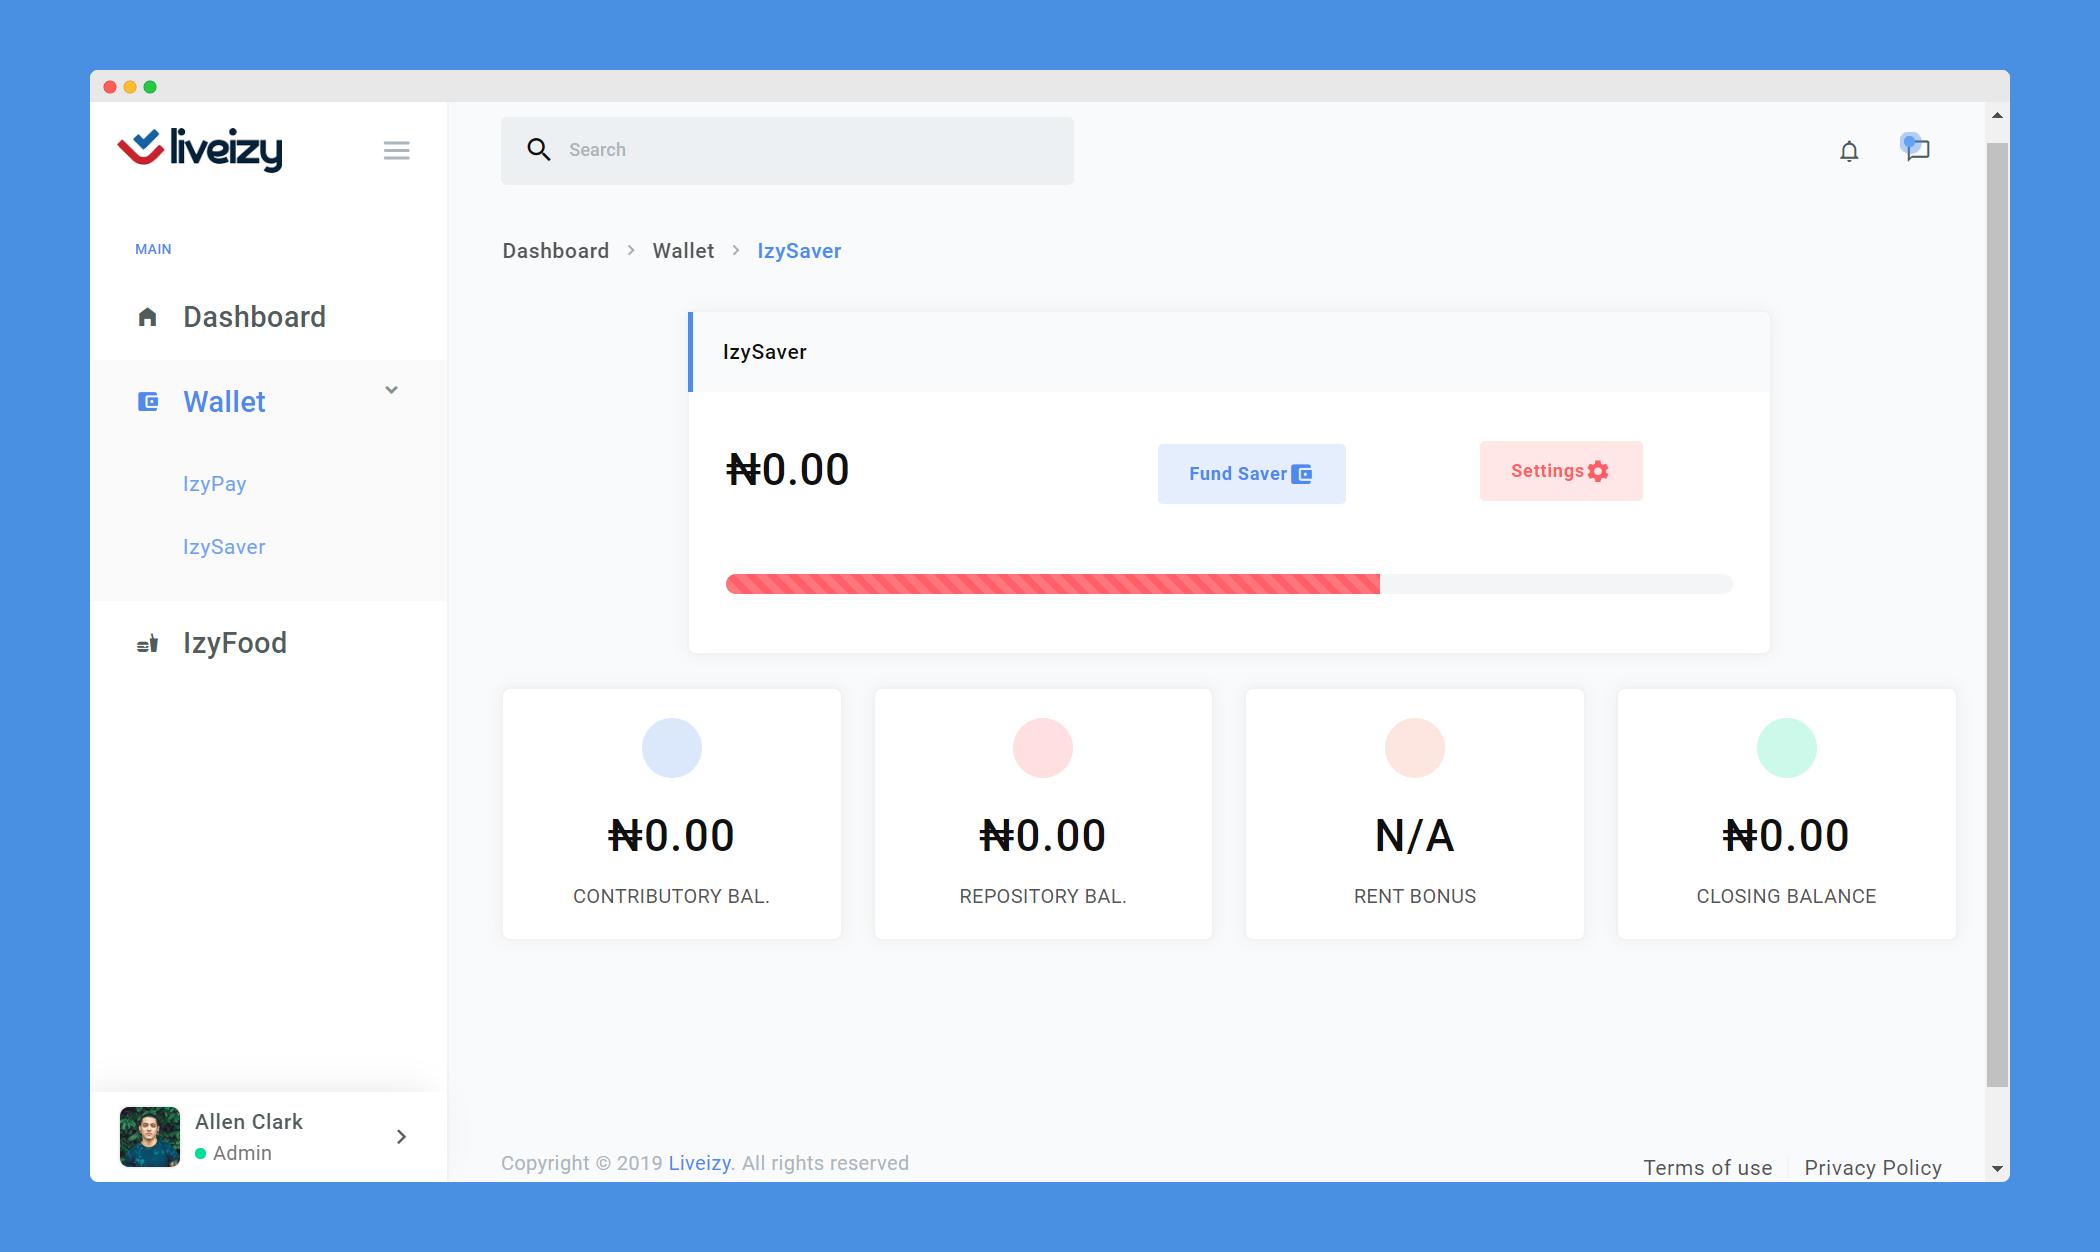 liveizy
Search
MAIN
Dashboard
Wallet
IzyPay
IzySaver
IzyFood
Allen Clark
Admin
Dashboard > Wallet > IzySaver
IzySaver
₦0.00
Fund Saver
Settings
₦0.00
CONTRIBUTORY BAL.
₦0.00
REPOSITORY BAL.
N/A
RENT BONUS
₦0.00
CLOSING BALANCE
Copyright © 2019 Liveizy. All rights reserved
Terms of use
Privacy Policy